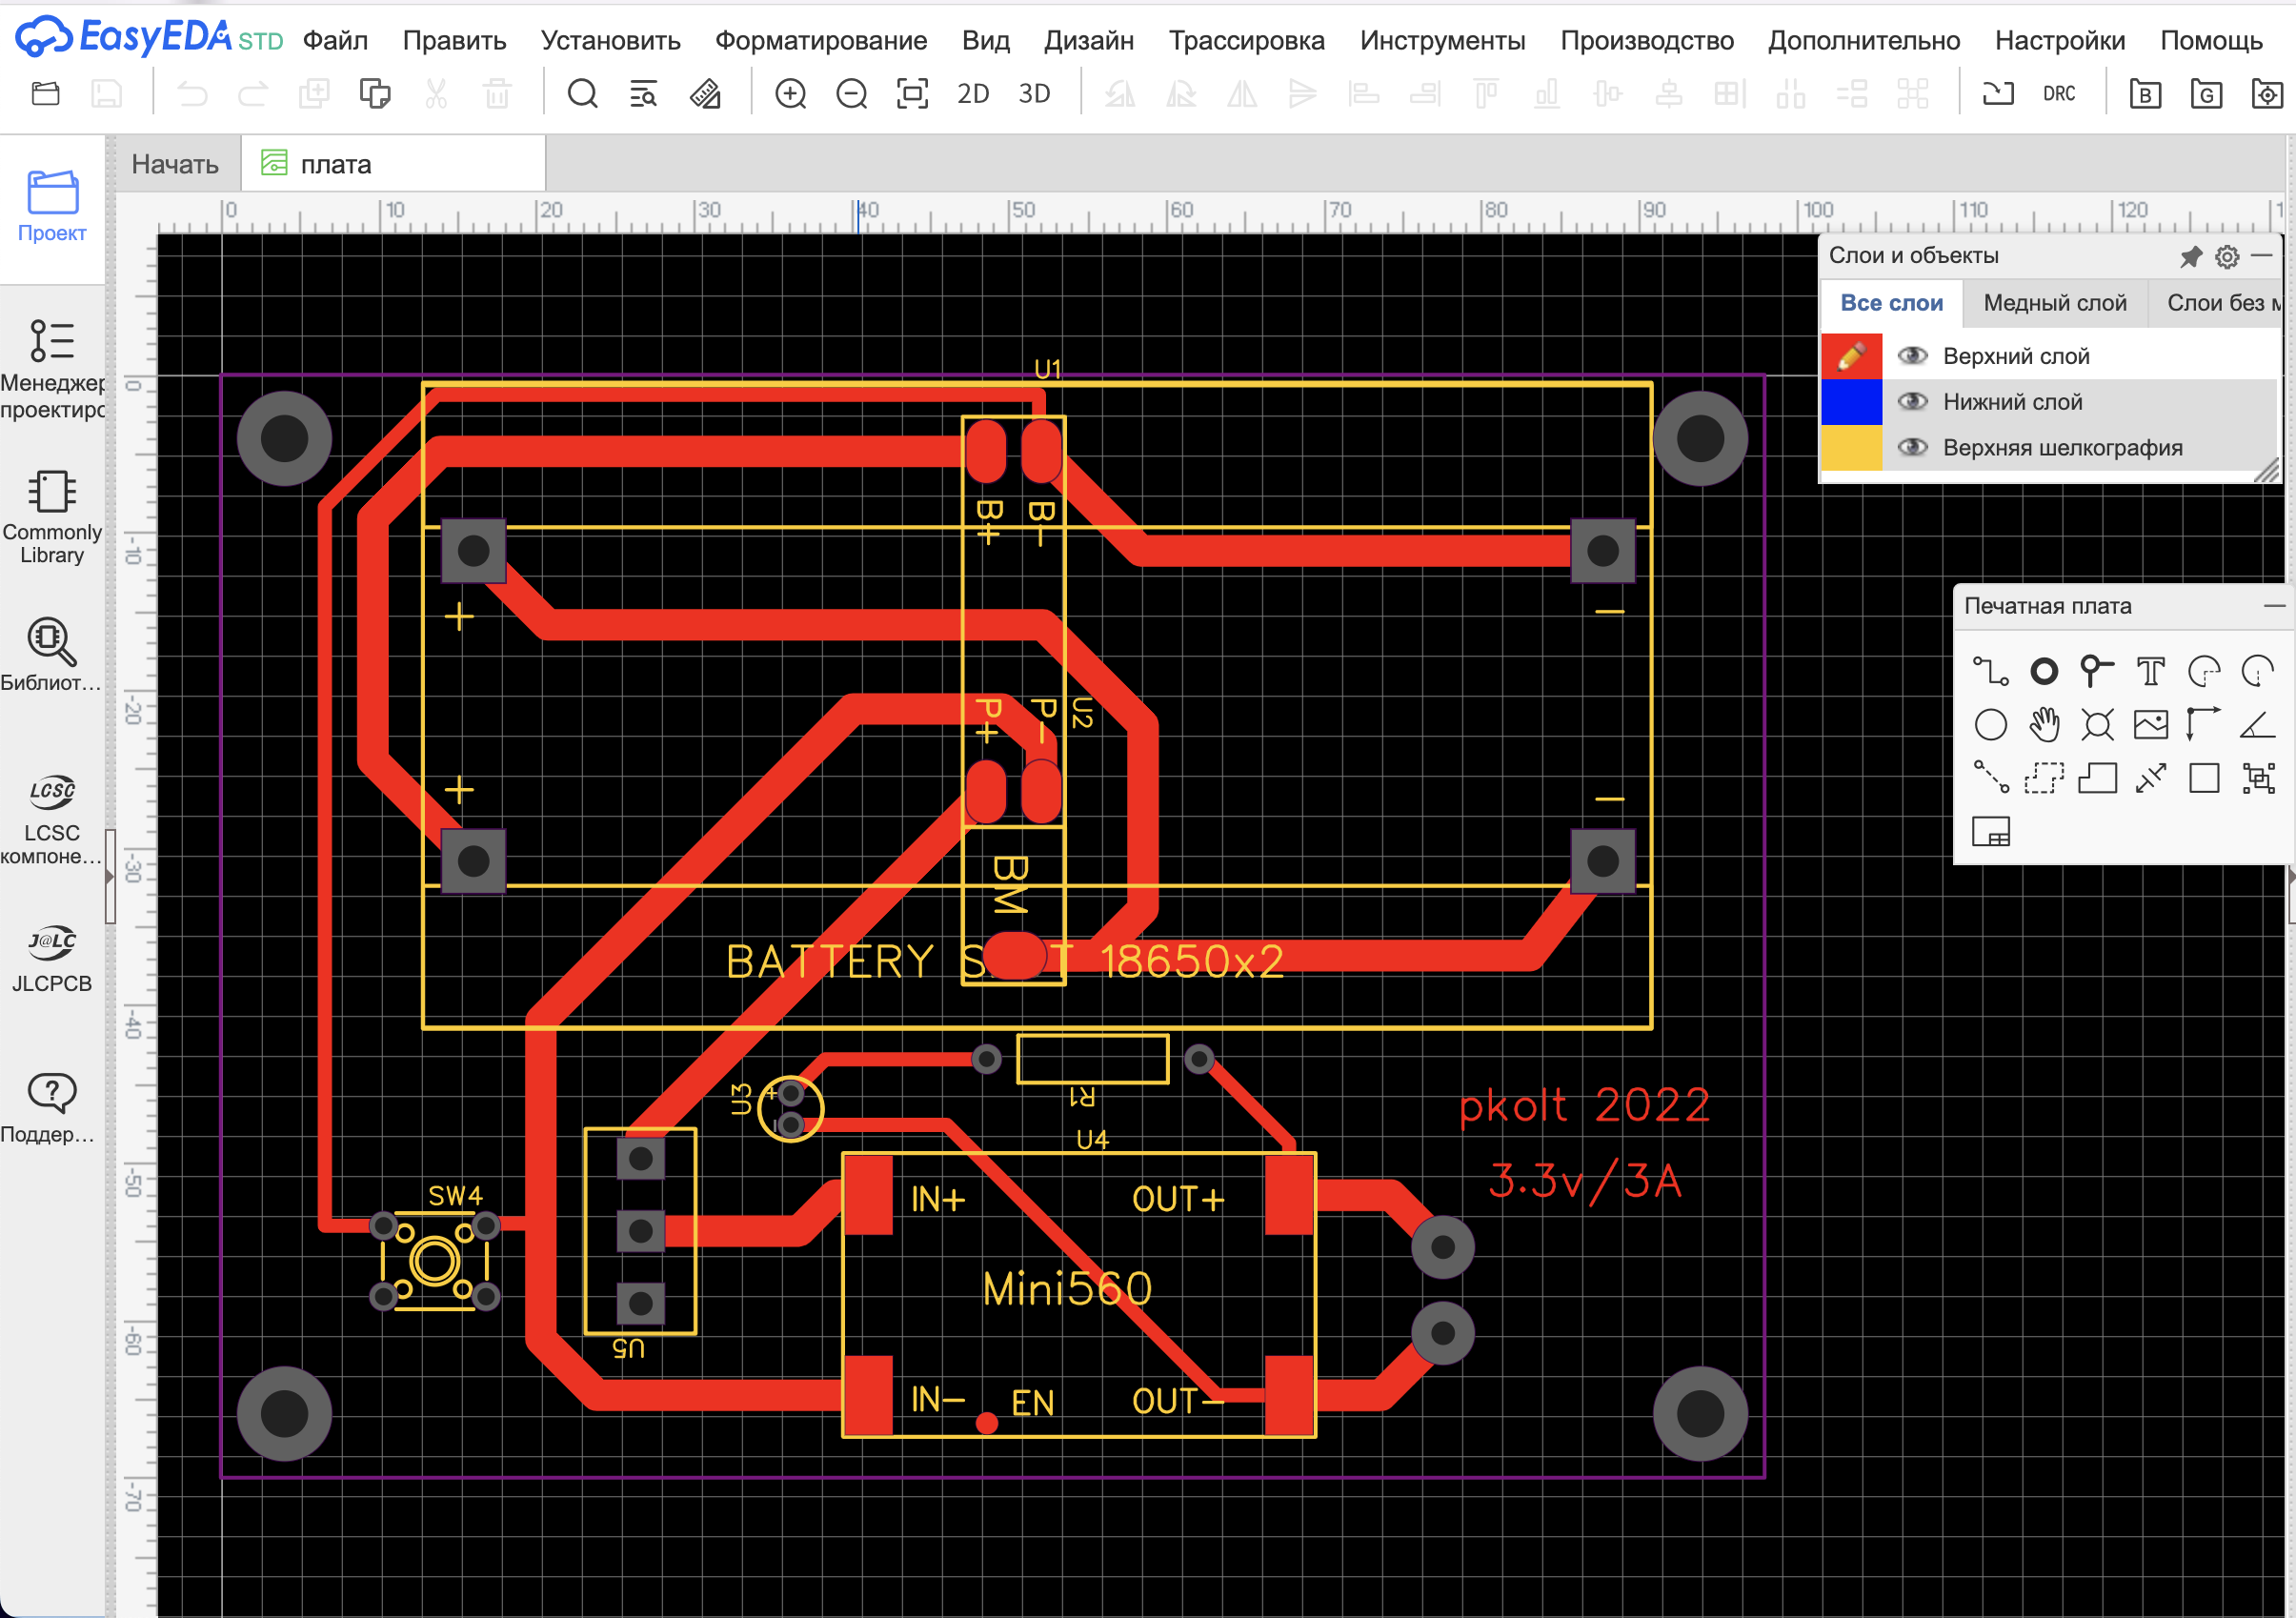 EasyEDA STD Файл Править Установить Форматирование Вид Дизайн Трассировка Инструменты Производство Дополнительно Настройки Помощь
2D 3D DRC B G
Начать плата
Проект
Менеджер
проектиро
Commonly
Library
Библиот...
LCSC
LCSC
компоне...
J@LC
JLCPCB
Поддер...
0 10 20 30 40 50 60 70 80 90 100 110 120
0
-10
-20
-30
-40
-50
-60
-70
Слои и объекты
Все слои Медный слой Слои без м
Верхний слой
Нижний слой
Верхняя шелкография
Печатная плата
U1
B+ B-
+ −
P+ P- U2
+ −
BM
BATTERY S T 18650x2
U3 + −
R1
U4
pkolt 2022
3.3v/3A
SW4
IN+ OUT+
Mini560
U5
IN- EN OUT-